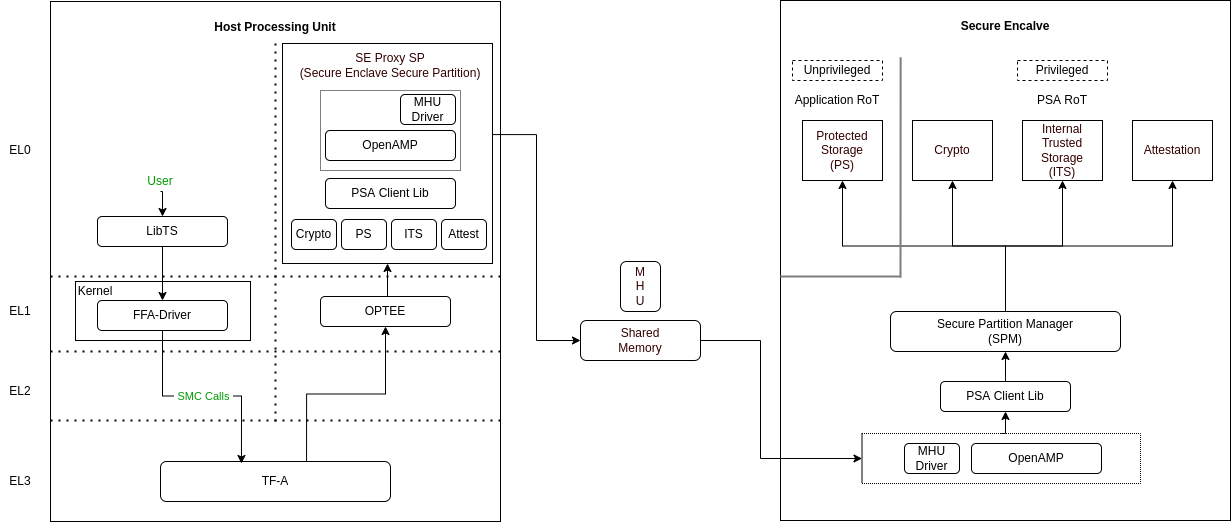 Host Processing Unit
SE Proxy SP
(Secure Enclave Secure Partition)
MHU
Driver
OpenAMP
PSA Client Lib
Crypto
PS
ITS
Attest
EL0
User
LibTS
Kernel
FFA-Driver
OPTEE
EL1
EL2
SMC Calls
EL3
TF-A
M
H
U
Shared
Memory
Secure Encalve
Unprivileged
Privileged
Application RoT
PSA RoT
Protected
Storage
(PS)
Crypto
Internal
Trusted
Storage
(ITS)
Attestation
Secure Partition Manager
(SPM)
PSA Client Lib
MHU
Driver
OpenAMP